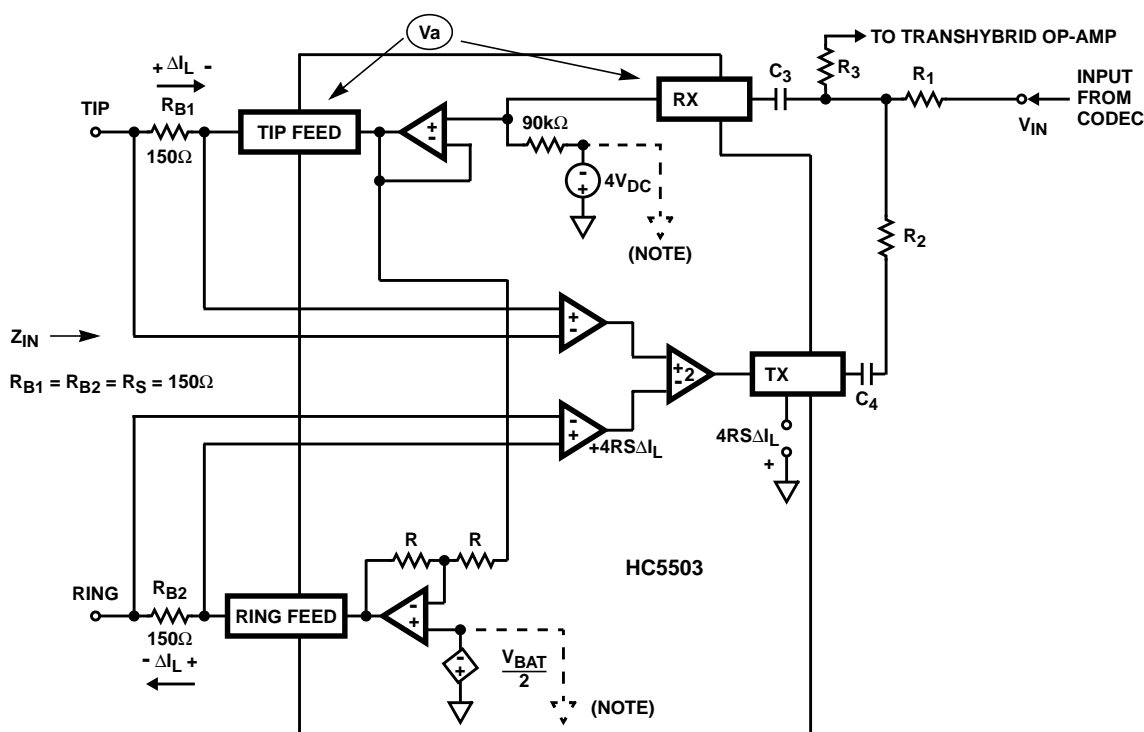 Va
TO TRANSHYBRID OP-AMP
+ ΔIL -
C3
R3
R1
INPUT
FROM
CODEC
RB1
TIP
RX
VIN
TIP FEED
+
-
90kΩ
150Ω
-
+
4VDC
R2
(NOTE)
ZIN
+
-
RB1 = RB2 = RS = 150Ω
+
-
2
TX
C4
-
+
+4RSΔIL
4RSΔIL
+
R
R
HC5503
RING
RB2
RING FEED
-
+
150Ω
- ΔIL +
-
+
VBAT
2
(NOTE)